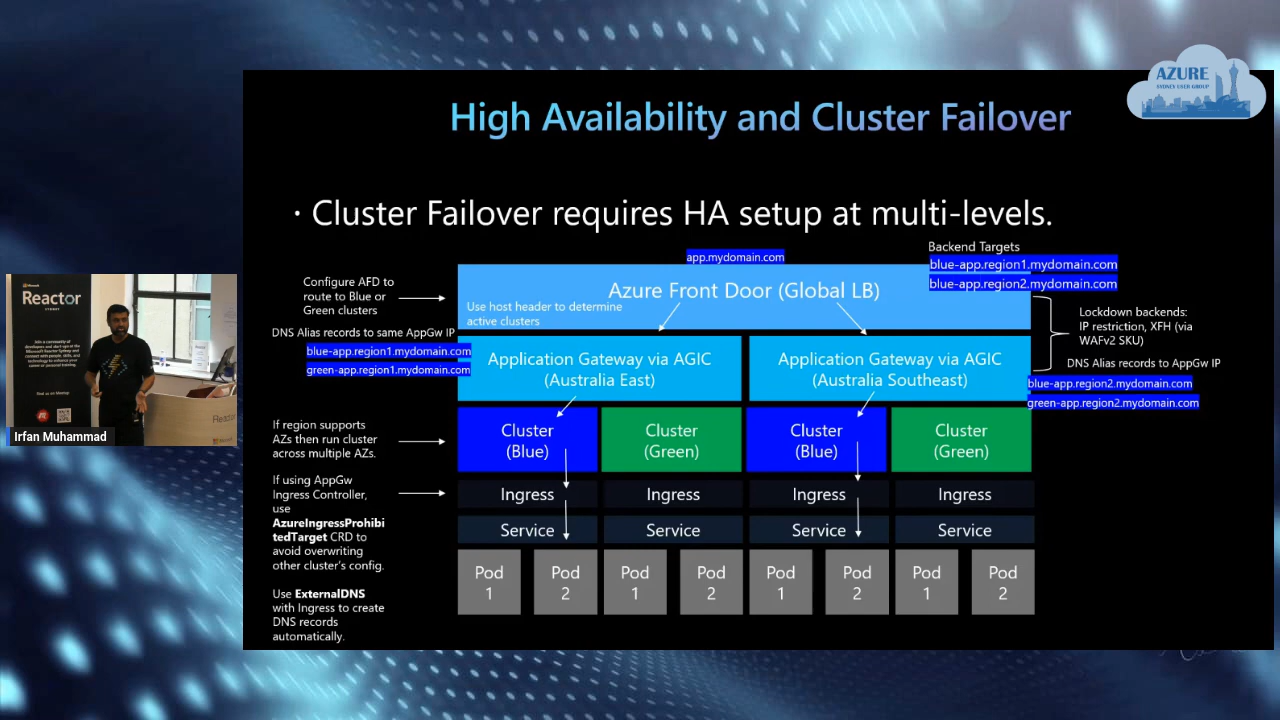 AZURE
SYDNEY USER GROUP
High Availability and Cluster Failover
· Cluster Failover requires HA setup at multi-levels.
app.mydomain.com
Backend Targets
blue-app.region1.mydomain.com
blue-app.region2.mydomain.com
Configure AFD to
route to Blue or
Green clusters
Azure Front Door (Global LB)
Use host header to determine
active clusters
Lockdown backends:
IP restriction, XFH (via
WAFv2 SKU)
DNS Alias records to same AppGw IP
blue-app.region1.mydomain.com
green-app.region1.mydomain.com
Application Gateway via AGIC
(Australia East)
Application Gateway via AGIC
(Australia Southeast)
DNS Alias records to AppGw IP
blue-app.region2.mydomain.com
green-app.region2.mydomain.com
If region supports
AZs then run cluster
across multiple AZs.
Cluster
(Blue)
Cluster
(Green)
Cluster
(Blue)
Cluster
(Green)
If using AppGw
Ingress Controller,
use
AzureIngressProhibi
tedTarget CRD to
avoid overwriting
other cluster's config.
Ingress
Ingress
Ingress
Ingress
Service
Service
Service
Service
Pod
1
Pod
2
Pod
1
Pod
2
Pod
1
Pod
2
Pod
1
Pod
2
Use ExternalDNS
with Ingress to create
DNS records
automatically.
Microsoft
Reactor
SYDNEY
Irfan Muhammad